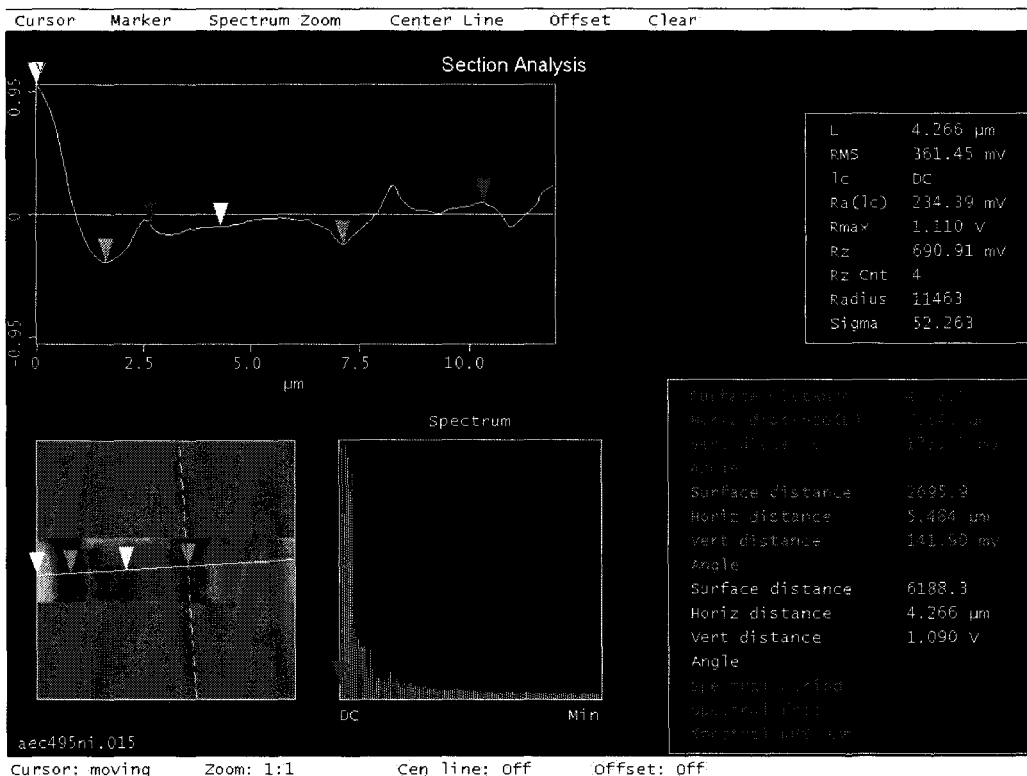 Cursor Marker Spectrum Zoom Center Line Offset Clear
Section Analysis
0.95
0
-0.95
0 2.5 5.0 7.5 10.0
µm
L 4.266 µm
RMS 361.45 mV
lc DC
Ra(lc) 234.39 mV
Rmax 1.110 V
Rz 690.91 mV
Rz Cnt 4
Radius 11463
Sigma 52.263
Spectrum
DC Min
Surface distance
Angle
Surface distance 2695.9
Horiz distance 5.484 µm
Vert distance 141.90 mV
Angle
Surface distance 6188.3
Horiz distance 4.266 µm
Vert distance 1.090 V
Angle
aec495ni.015
Cursor: moving Zoom: 1:1 Cen line: Off Offset: Off